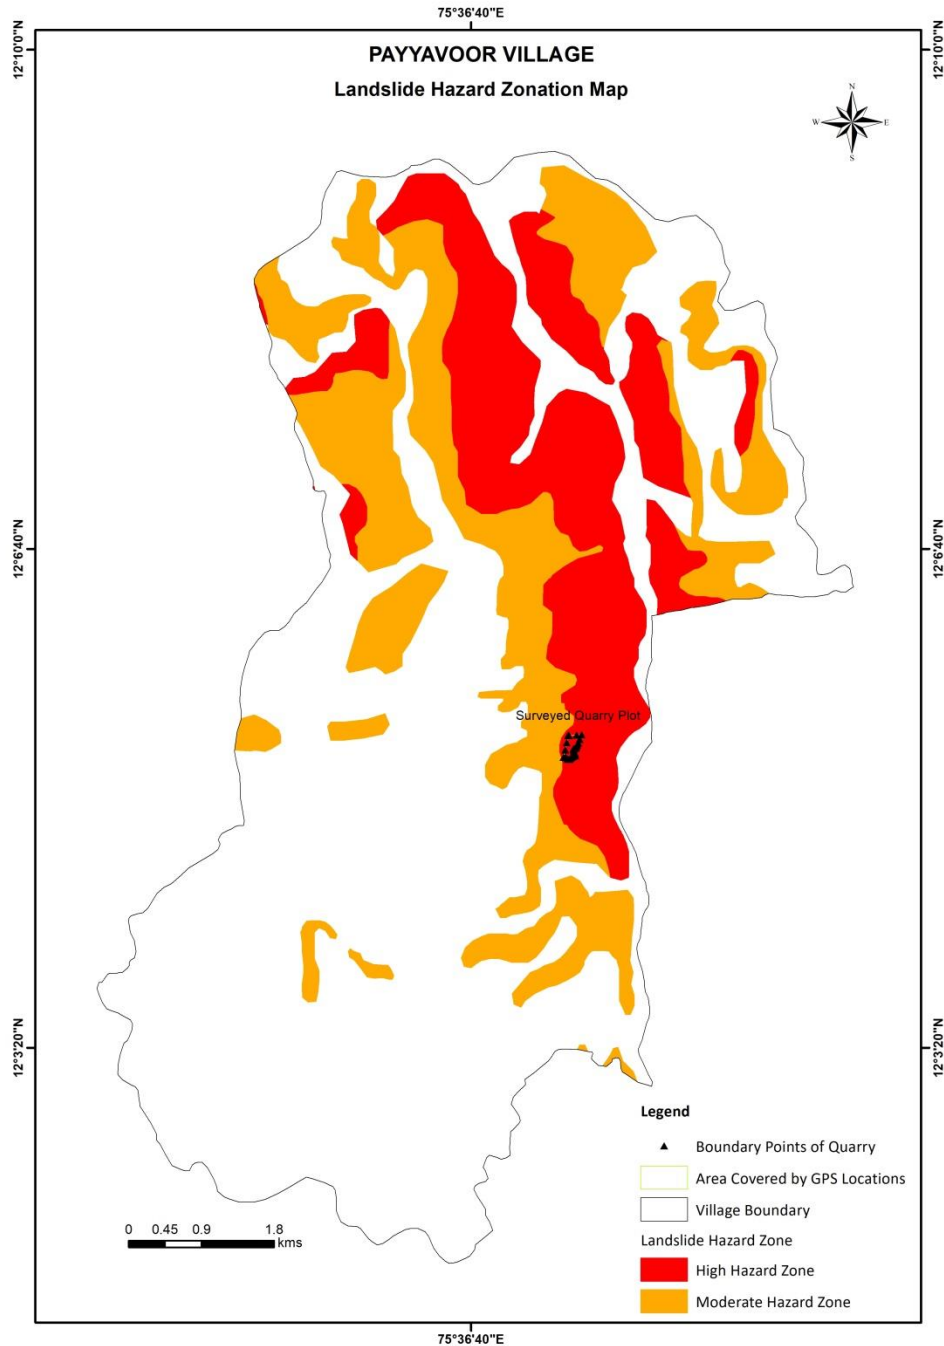 75°36'40"E
12°10'0"N
12°10'0"N
PAYYAVOOR VILLAGE
Landslide Hazard Zonation Map
N
W
E
S
12°6'40"N
12°6'40"N
Surveyed Quarry Plot
12°3'20"N
12°3'20"N
Legend
Boundary Points of Quarry
Area Covered by GPS Locations
Village Boundary
Landslide Hazard Zone
High Hazard Zone
Moderate Hazard Zone
0 0.45 0.9 1.8
kms
75°36'40"E